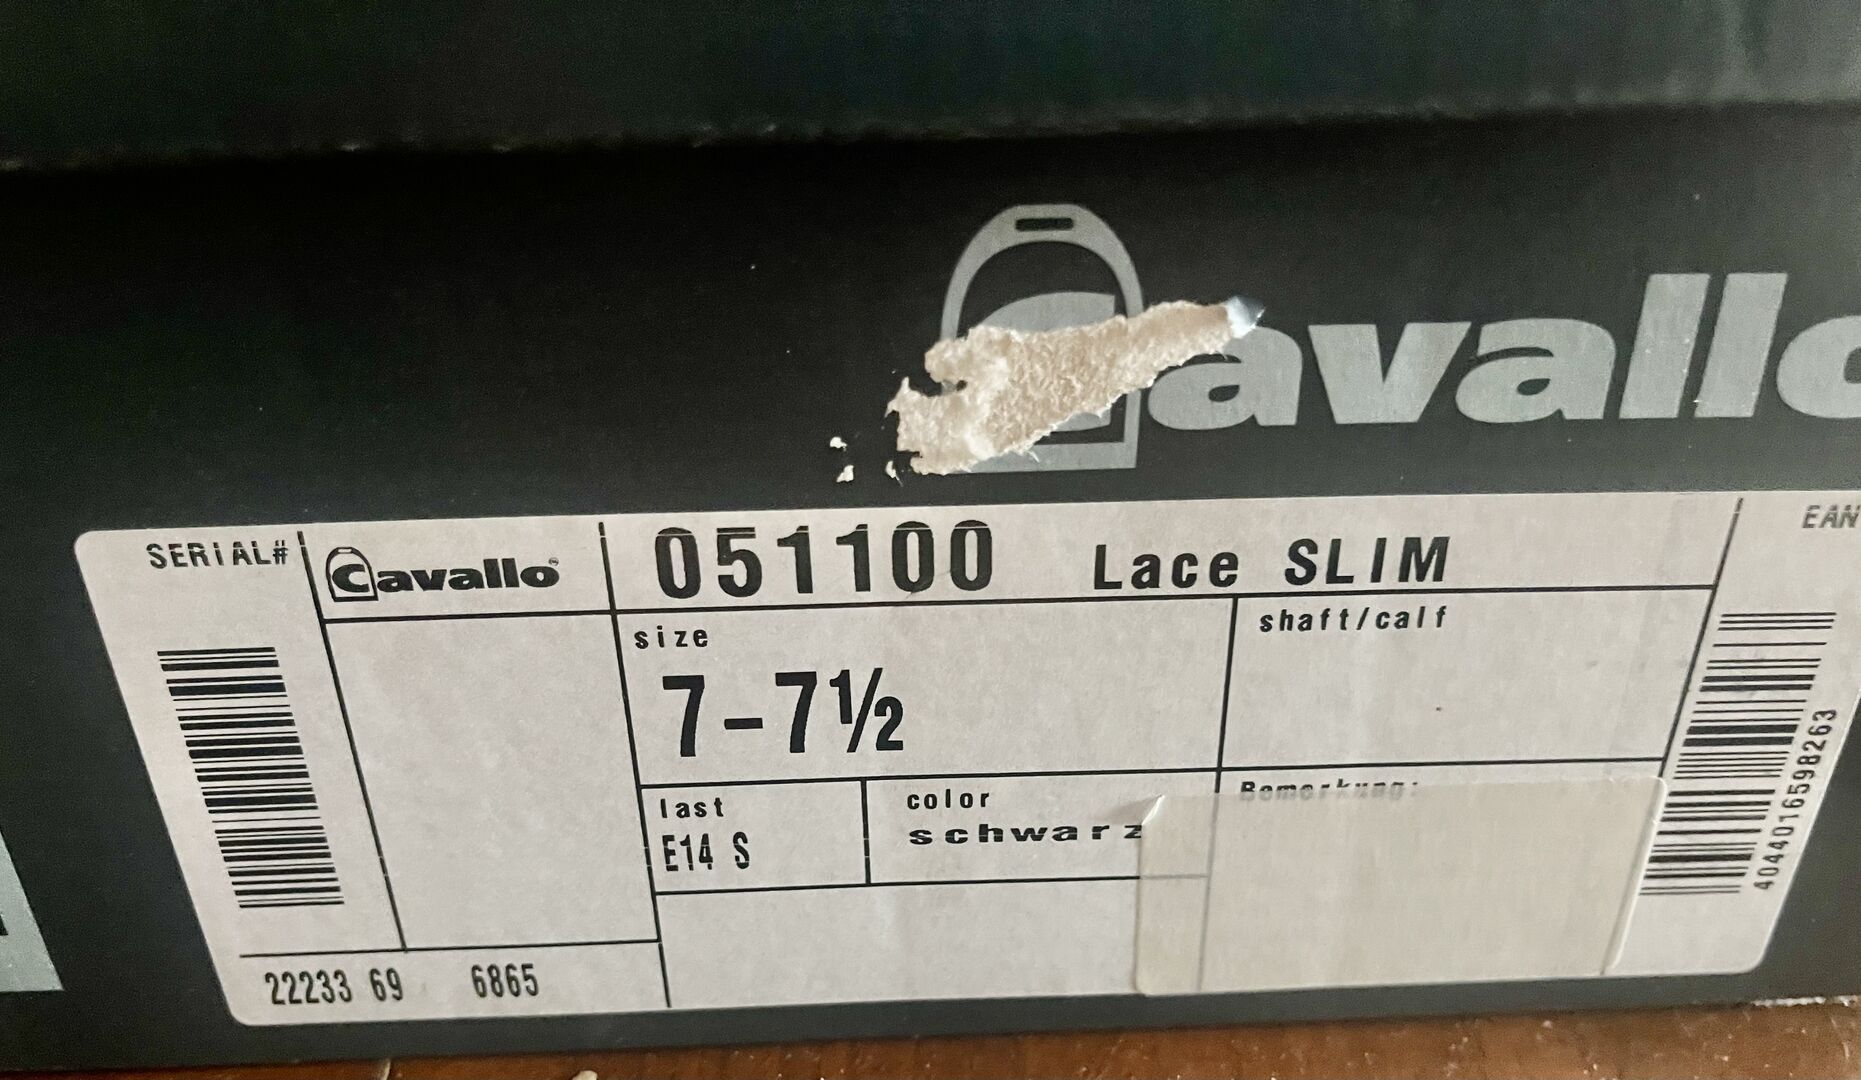 Cavallo
SERIAL#
Cavallo
051100 Lace SLIM
EAN
size
7-7½
shaft/calf
last
E14 S
color
schwarz
Bemerkung:
4044016598263
22233 69 6865